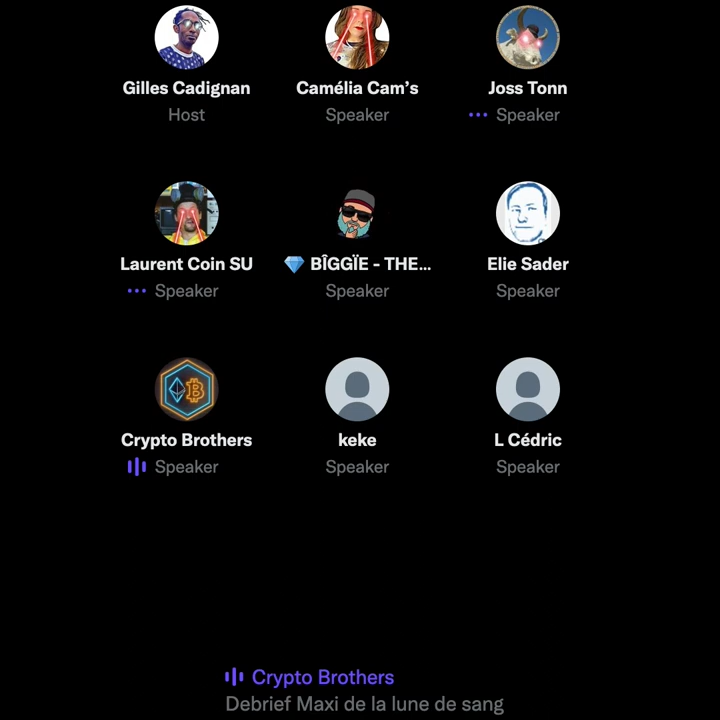 Gilles Cadignan
Host
Camélia Cam's
Speaker
Joss Tonn
Speaker
Laurent Coin SU
Speaker
💎 BÎGGÏE - THE...
Speaker
Elie Sader
Speaker
Crypto Brothers
Speaker
keke
Speaker
L Cédric
Speaker
Crypto Brothers
Debrief Maxi de la lune de sang